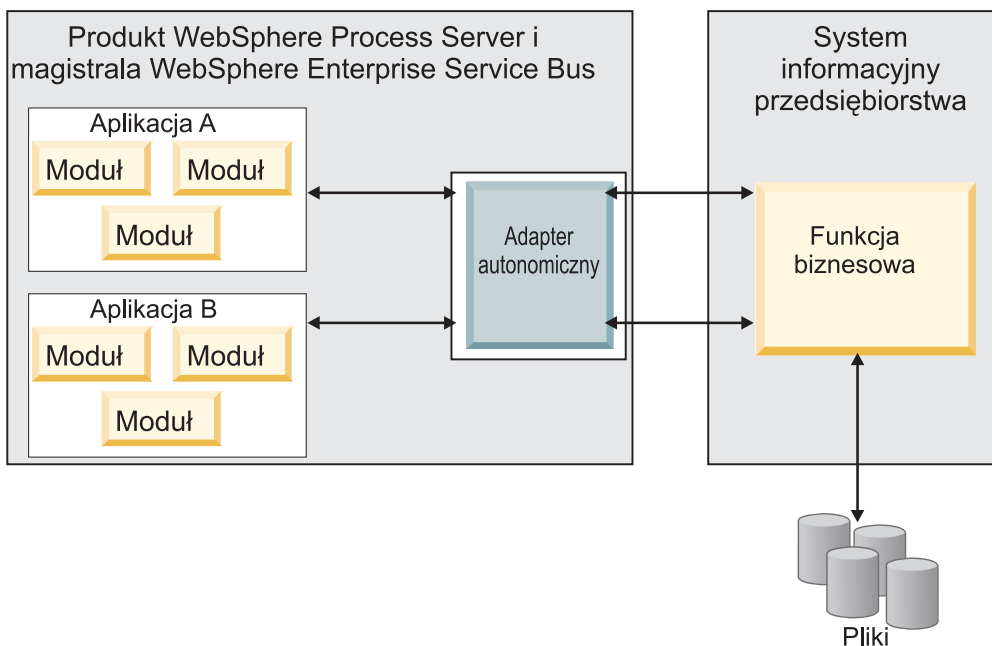 Produkt WebSphere Process Server i
magistrala WebSphere Enterprise Service Bus
Aplikacja A
Moduł
Moduł
Moduł
Aplikacja B
Moduł
Moduł
Moduł
Adapter
autonomiczny
System
informacyjny
przedsiębiorstwa
Funkcja
biznesowa
Pliki